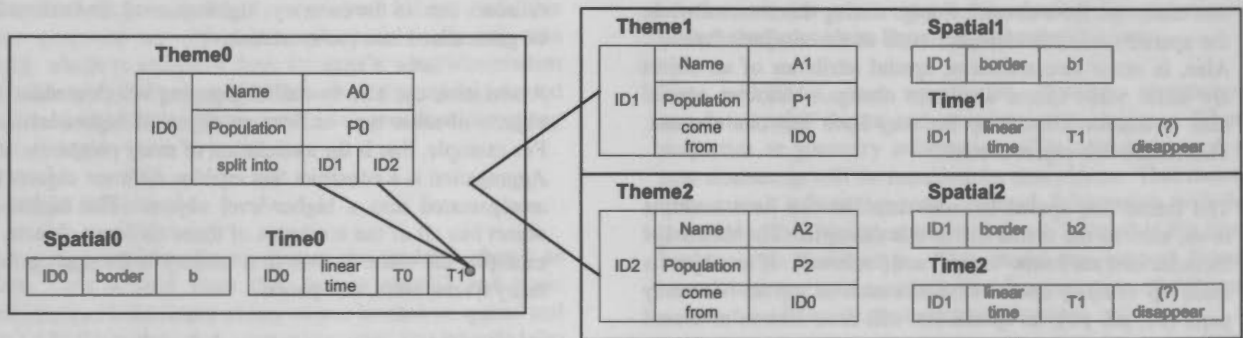 Theme0
Name A0
ID0 Population P0
split into ID1 ID2
Spatial0
ID0 border b
Time0
ID0 linear time T0 T1
Theme1
Name A1
ID1 Population P1
come from ID0
Spatial1
ID1 border b1
Time1
ID1 linear time T1 (?) disappear
Theme2
Name A2
ID2 Population P2
come from ID0
Spatial2
ID1 border b2
Time2
ID1 linear time T1 (?) disappear